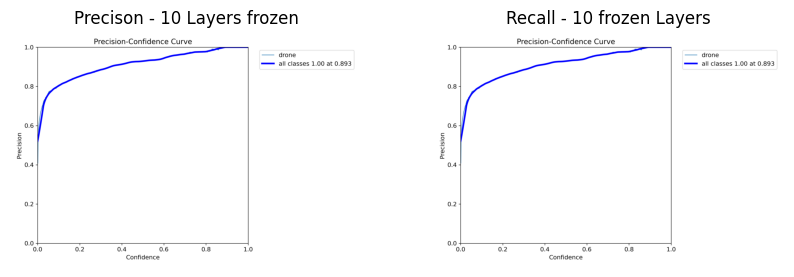 Precison - 10 Layers frozen
Precision-Confidence Curve
1.0
0.8
0.6
0.4
0.2
0.0
Precision
0.0 0.2 0.4 0.6 0.8 1.0
Confidence
drone
all classes 1.00 at 0.893
Recall - 10 frozen Layers
Precision-Confidence Curve
1.0
0.8
0.6
0.4
0.2
0.0
Precision
0.0 0.2 0.4 0.6 0.8 1.0
Confidence
drone
all classes 1.00 at 0.893